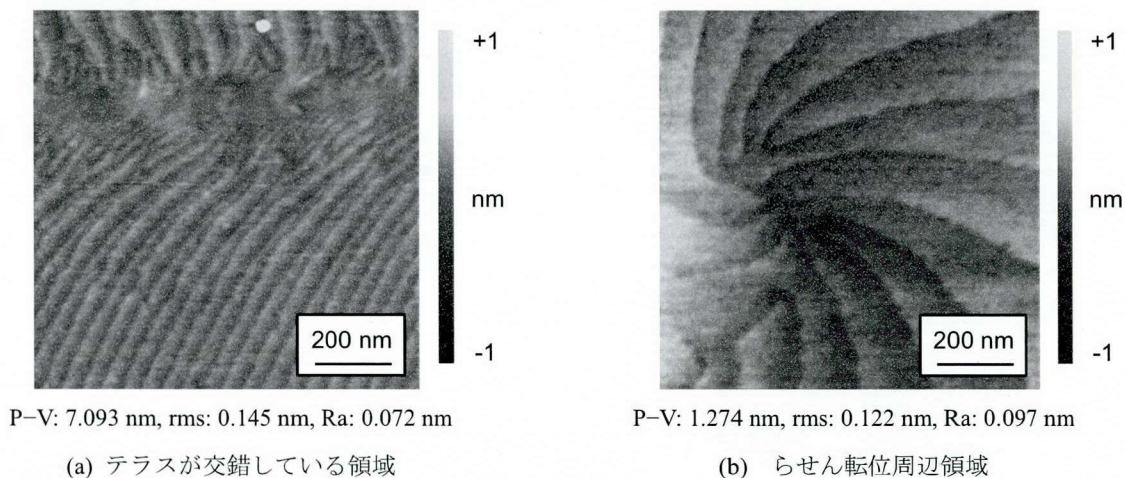 +1
nm
-1
200 nm
P−V: 7.093 nm, rms: 0.145 nm, Ra: 0.072 nm
(a) テラスが交錯している領域
+1
nm
-1
200 nm
P−V: 1.274 nm, rms: 0.122 nm, Ra: 0.097 nm
(b) らせん転位周辺領域